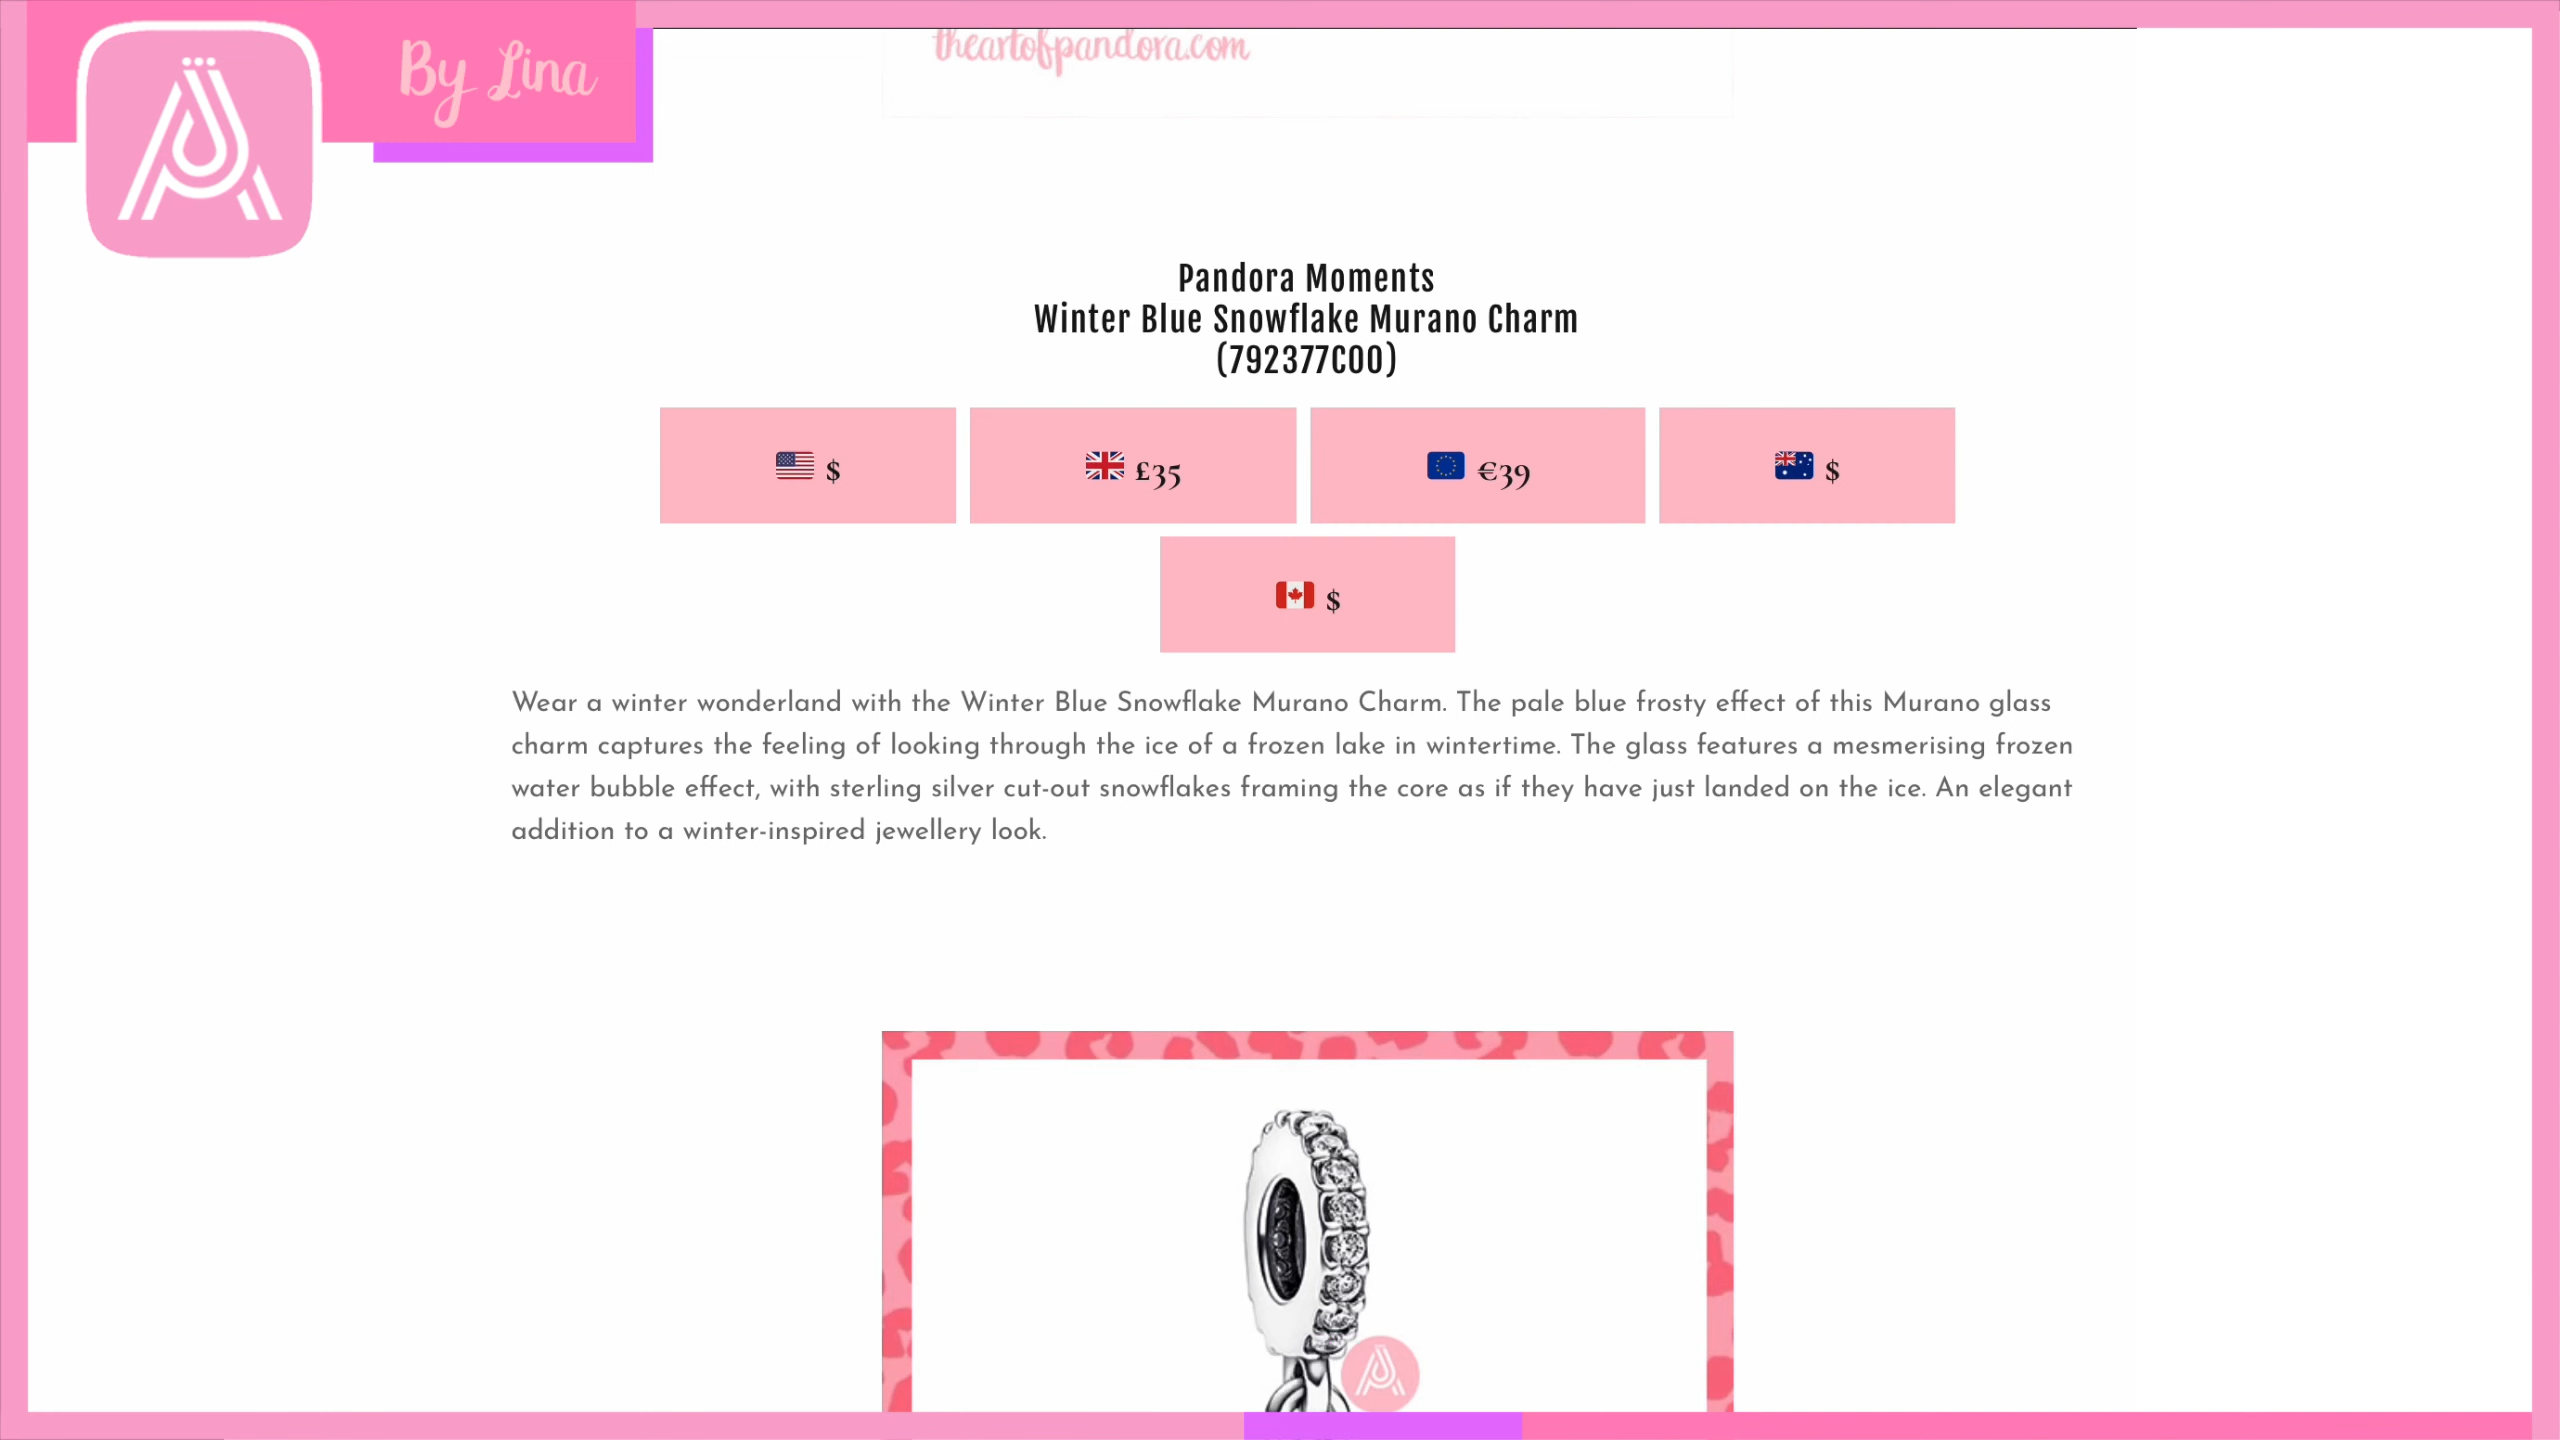 By Lina
theartofpandora.com
Pandora Moments
Winter Blue Snowflake Murano Charm
(792377C00)
$
£35
€39
$
$
Wear a winter wonderland with the Winter Blue Snowflake Murano Charm. The pale blue frosty effect of this Murano glass
charm captures the feeling of looking through the ice of a frozen lake in wintertime. The glass features a mesmerising frozen
water bubble effect, with sterling silver cut-out snowflakes framing the core as if they have just landed on the ice. An elegant
addition to a winter-inspired jewellery look.